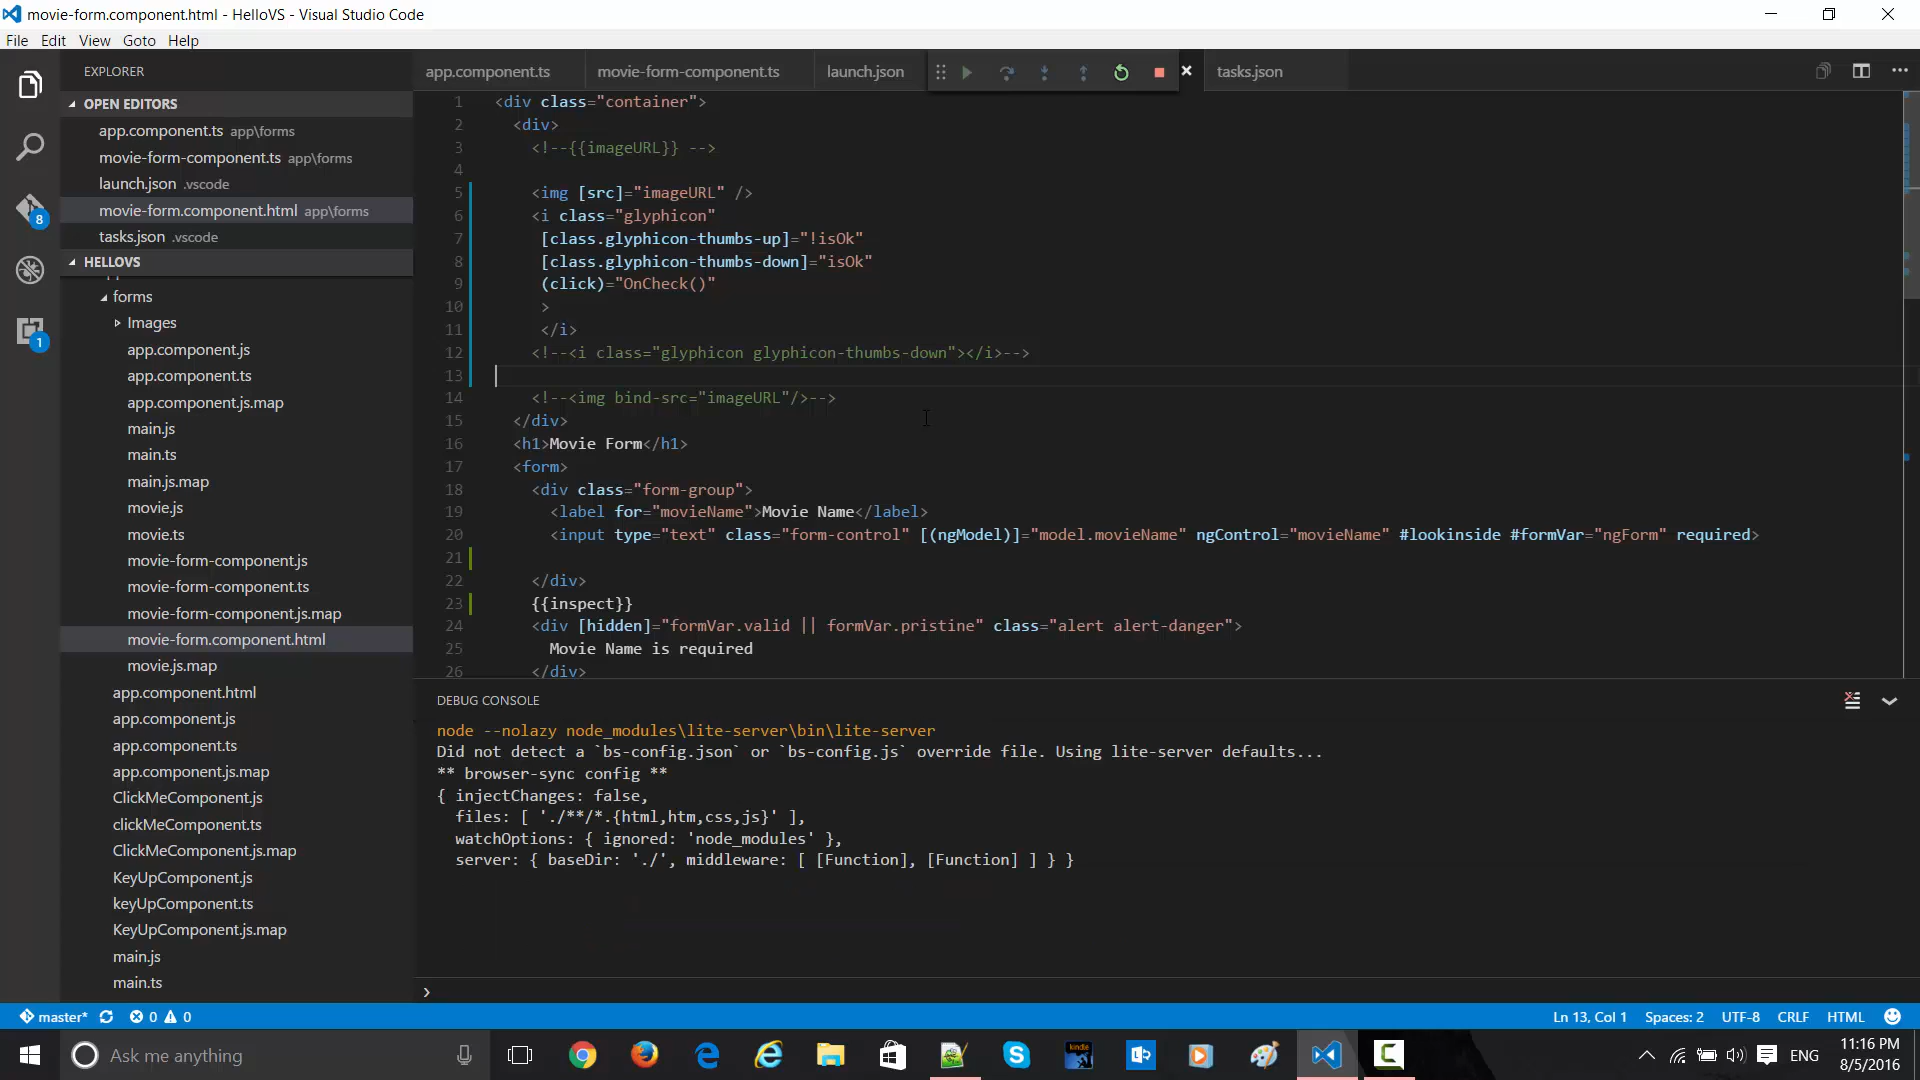 movie-form.component.html - HelloVS - Visual Studio Code
File Edit View Goto Help
EXPLORER
OPEN EDITORS
app.component.ts app\forms
movie-form-component.ts app\forms
launch.json .vscode
movie-form.component.html app\forms
tasks.json .vscode
HELLOVS
forms
Images
app.component.js
app.component.ts
app.component.js.map
main.js
main.ts
main.js.map
movie.js
movie.ts
movie-form-component.js
movie-form-component.ts
movie-form-component.js.map
movie-form.component.html
movie.js.map
app.component.html
app.component.js
app.component.ts
app.component.js.map
ClickMeComponent.js
clickMeComponent.ts
ClickMeComponent.js.map
KeyUpComponent.js
keyUpComponent.ts
KeyUpComponent.js.map
main.js
main.ts
8
1
app.component.ts movie-form-component.ts launch.json tasks.json
1 <div class="container">
2 <div>
3 <!--{{imageURL}} -->
4
5 <img [src]="imageURL" />
6 <i class="glyphicon"
7 [class.glyphicon-thumbs-up]="!isOk"
8 [class.glyphicon-thumbs-down]="isOk"
9 (click)="OnCheck()"
10 >
11 </i>
12 <!--<i class="glyphicon glyphicon-thumbs-down"></i>-->
13
14 <!--<img bind-src="imageURL"/>-->
15 </div>
16 <h1>Movie Form</h1>
17 <form>
18 <div class="form-group">
19 <label for="movieName">Movie Name</label>
20 <input type="text" class="form-control" [(ngModel)]="model.movieName" ngControl="movieName" #lookinside #formVar="ngForm" required>
21
22 </div>
23 {{inspect}}
24 <div [hidden]="formVar.valid || formVar.pristine" class="alert alert-danger">
25 Movie Name is required
26 </div>
DEBUG CONSOLE
node --nolazy node_modules\lite-server\bin\lite-server
Did not detect a `bs-config.json` or `bs-config.js` override file. Using lite-server defaults...
** browser-sync config **
{ injectChanges: false,
files: [ './**/*.{html,htm,css,js}' ],
watchOptions: { ignored: 'node_modules' },
server: { baseDir: './', middleware: [ [Function], [Function] ] } }
master* 0 0
Ln 13, Col 1 Spaces: 2 UTF-8 CRLF HTML
Ask me anything
kindle
ENG
11:16 PM
8/5/2016